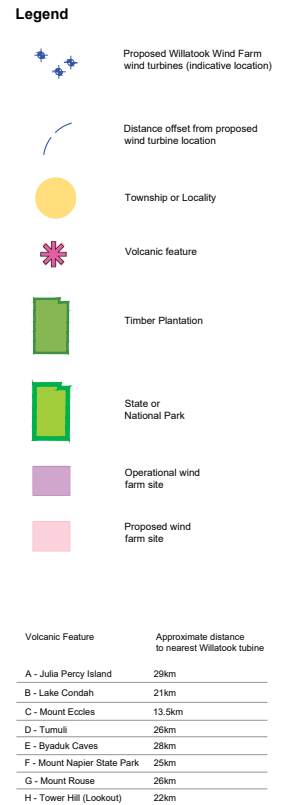 Legend
Proposed Willatook Wind Farm
wind turbines (indicative location)
Distance offset from proposed
wind turbine location
Township or Locality
Volcanic feature
Timber Plantation
State or
National Park
Operational wind
farm site
Proposed wind
farm site
Volcanic Feature Approximate distance
to nearest Willatook tubine
A - Julia Percy Island 29km
B - Lake Condah 21km
C - Mount Eccles 13.5km
D - Tumuli 26km
E - Byaduk Caves 28km
F - Mount Napier State Park 25km
G - Mount Rouse 26km
H - Tower Hill (Lookout) 22km